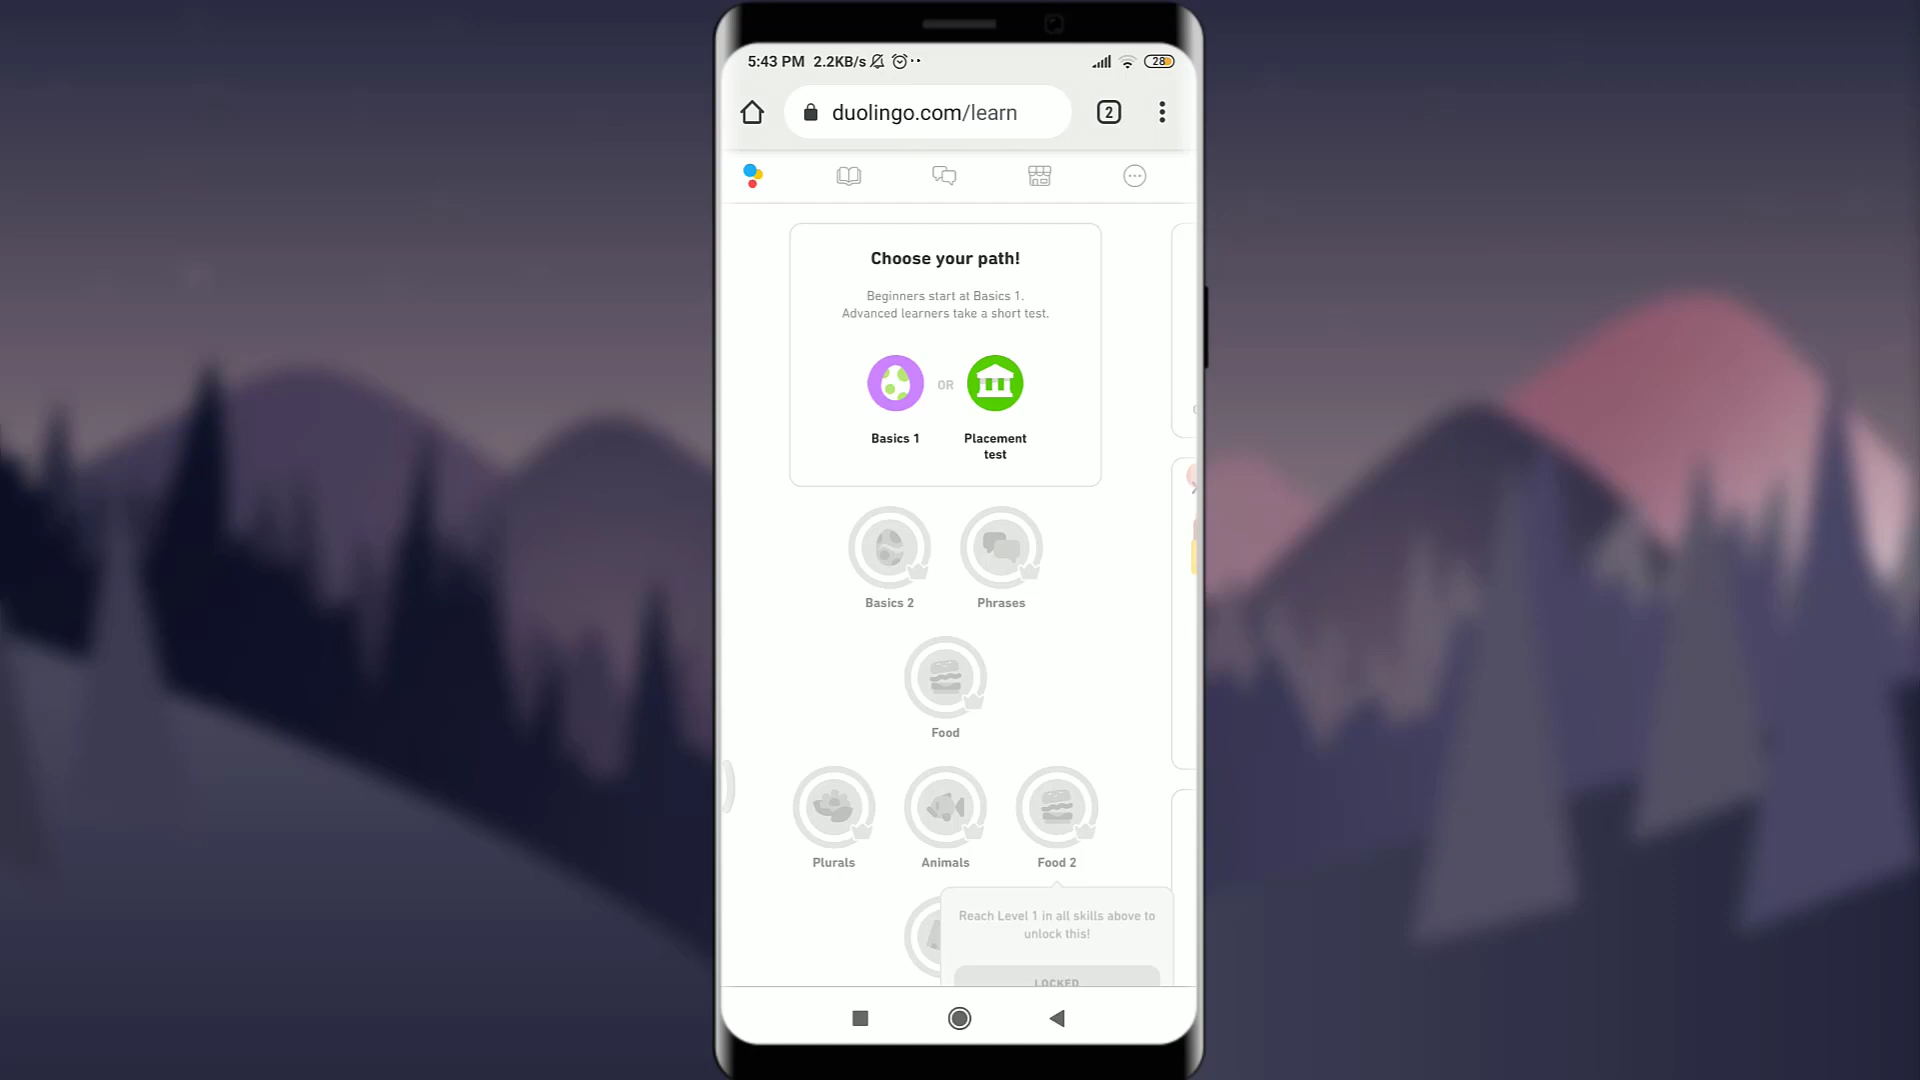 5:43 PM 2.2KB/s 28
duolingo.com/learn 2
Choose your path!
Beginners start at Basics 1.
Advanced learners take a short test.
OR
Basics 1 Placement
test
Basics 2 Phrases
Food
Plurals Animals Food 2
Reach Level 1 in all skills above to
unlock this!
LOCKED